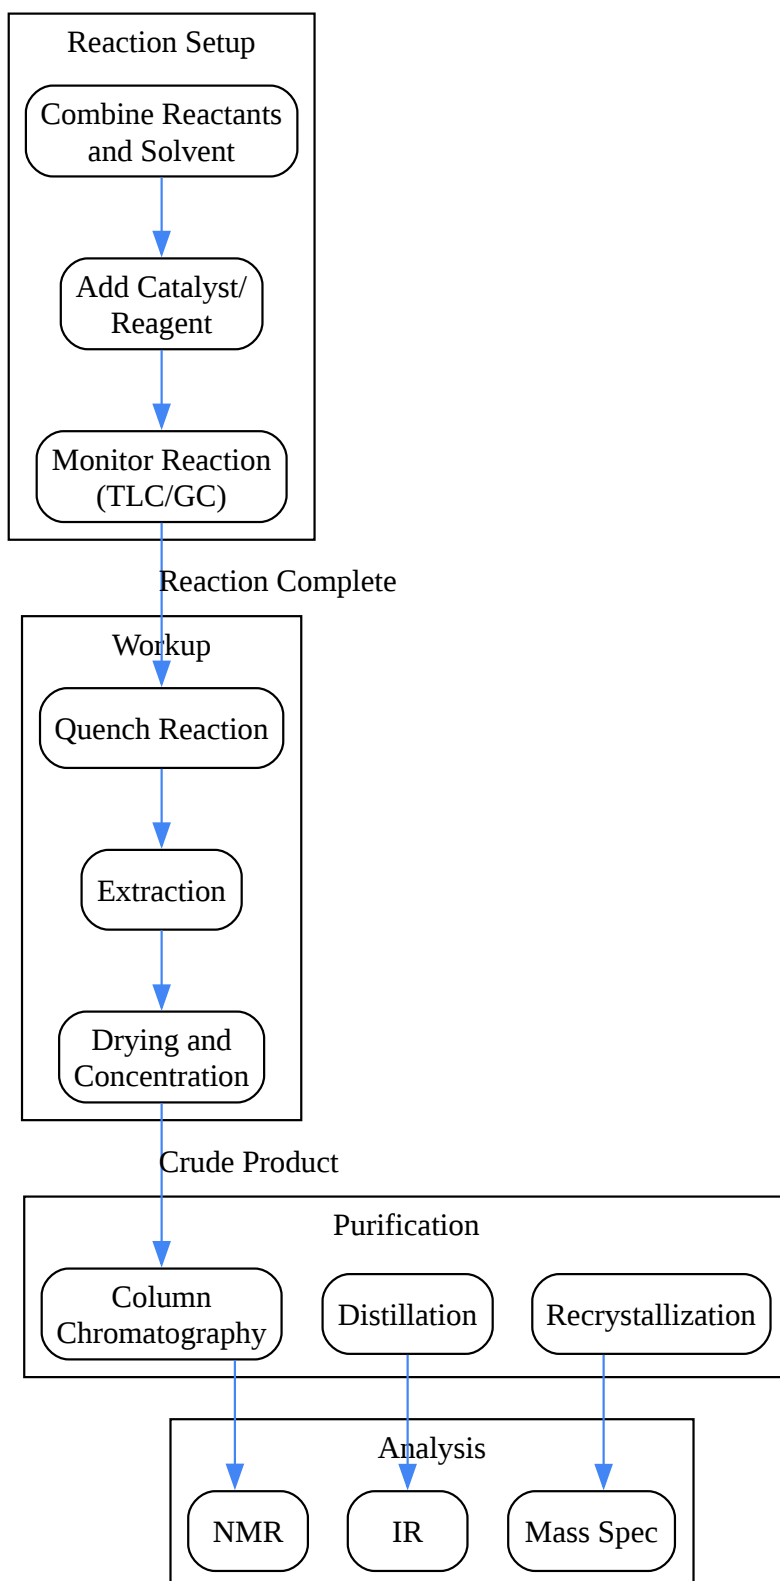 Reaction Setup
Combine Reactants
and Solvent
Add Catalyst/
Reagent
Monitor Reaction
(TLC/GC)
Reaction Complete
Workup
Quench Reaction
Extraction
Drying and
Concentration
Crude Product
Purification
Column
Chromatography
Distillation
Recrystallization
Analysis
NMR
IR
Mass Spec